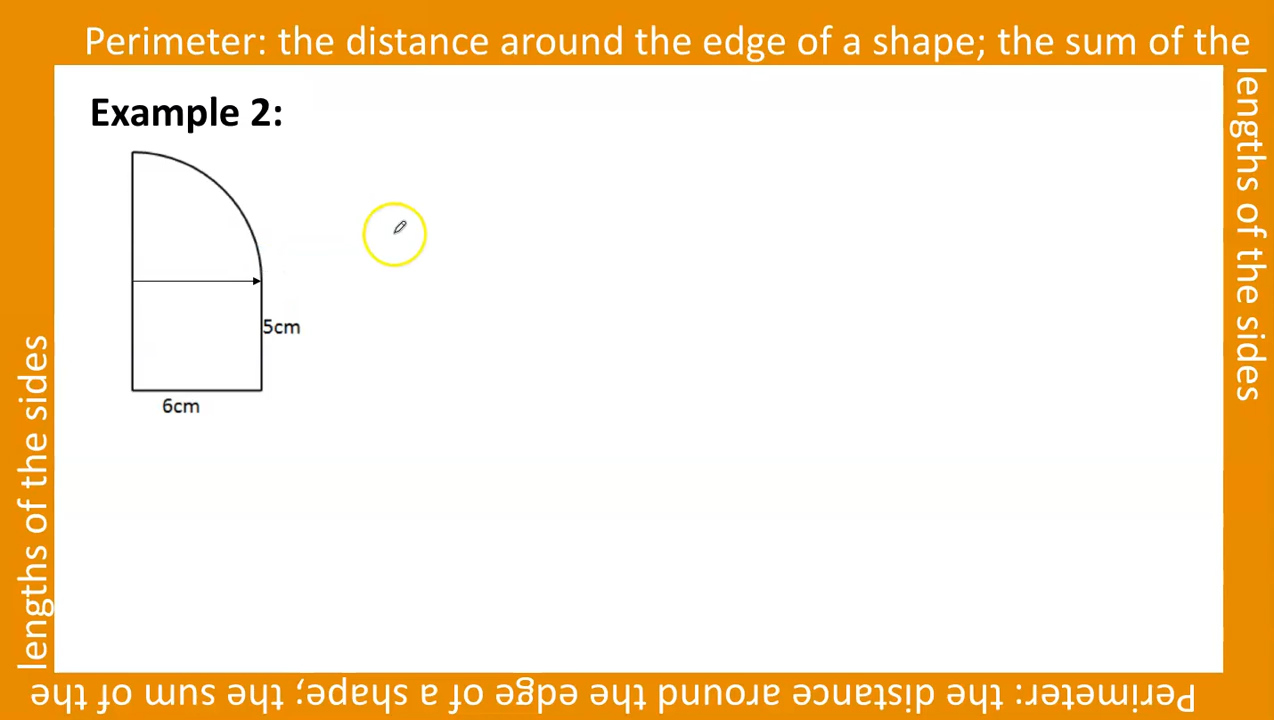 Perimeter: the distance around the edge of a shape; the sum of the
lengths of the sides
Example 2:
5cm
6cm
Perimeter: the distance around the edge of a shape; the sum of the
lengths of the sides